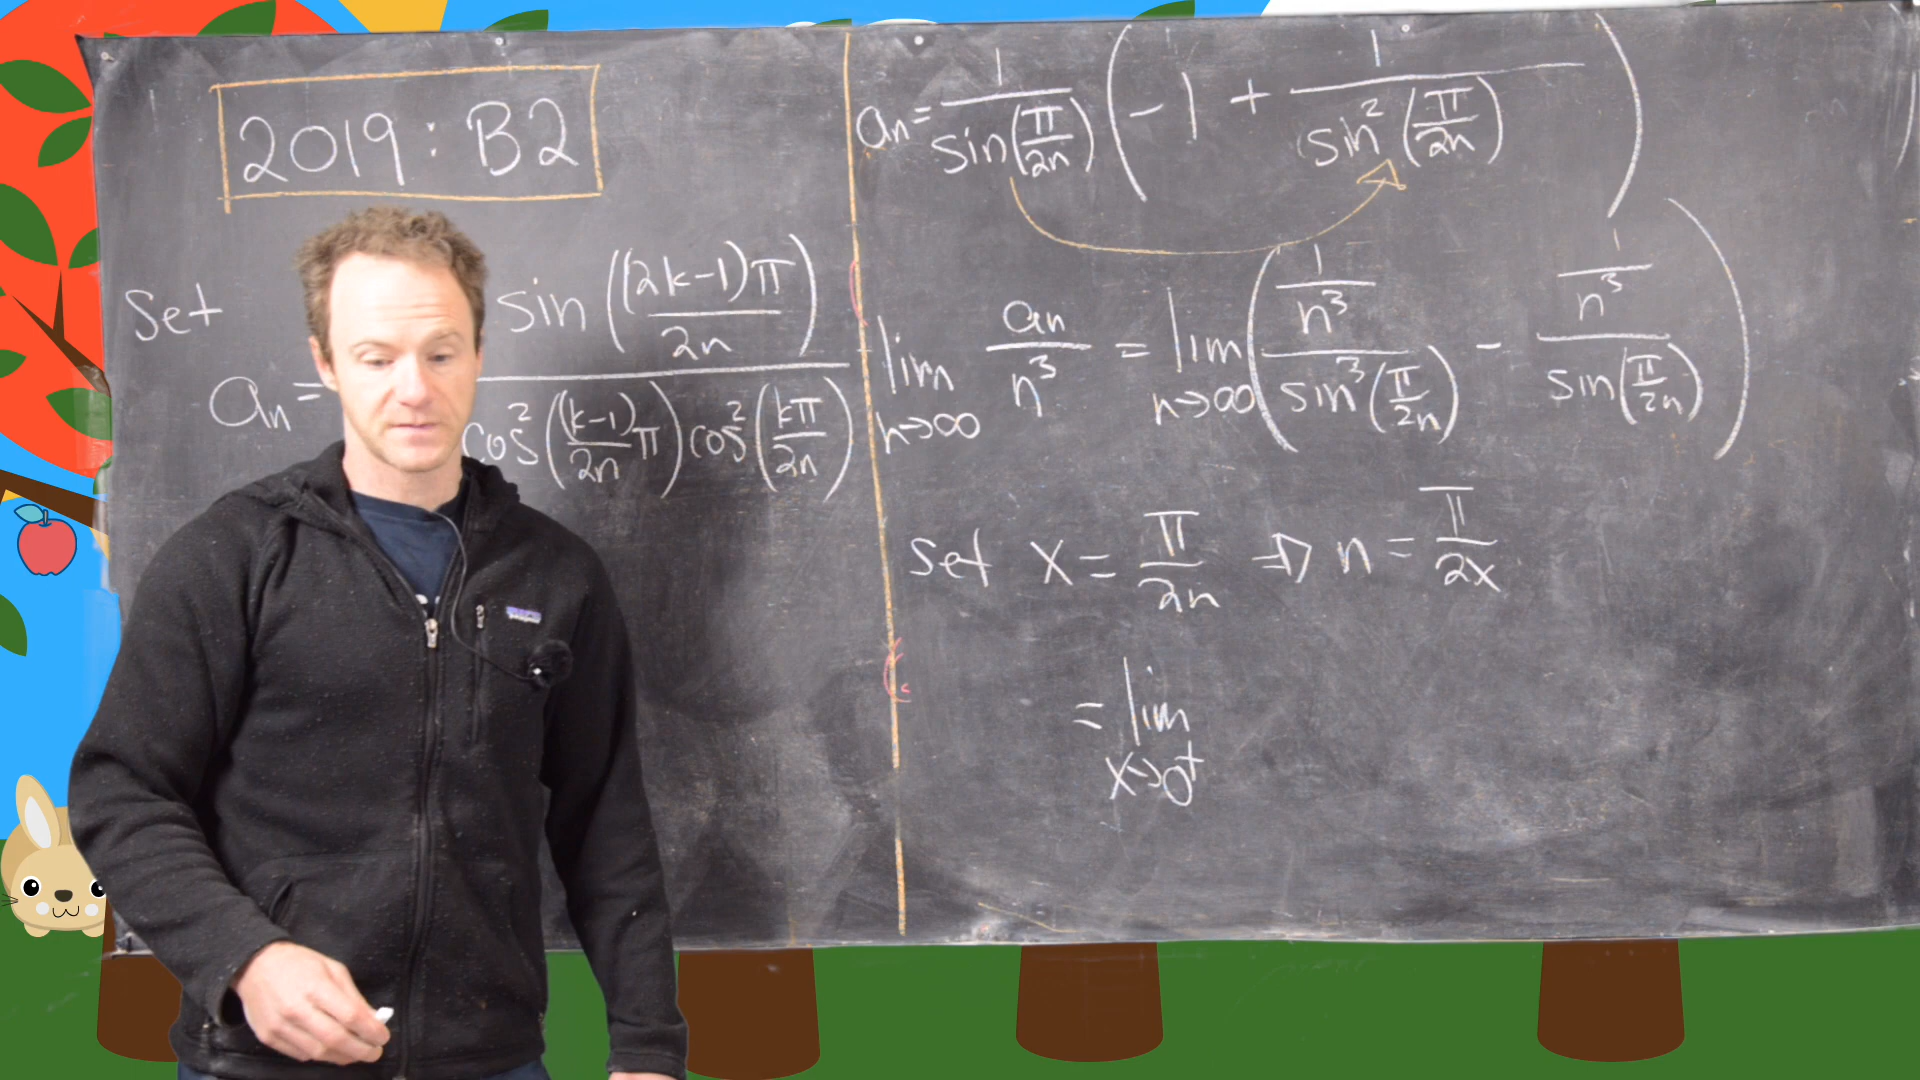 2019: B2
Set
aₙ = sin((2k-1)π/2n) / cos²((k-1)/2n π) cos²(kπ/2n)
aₙ = 1/sin(π/2n) (-1 + 1/sin²(π/2n))
lim n→∞ aₙ/n³ = lim n→∞ ((1/n³)/sin³(π/2n) - (1/n³)/sin(π/2n))
set x = π/2n ⇒ n = π/2x
= lim x→0⁺